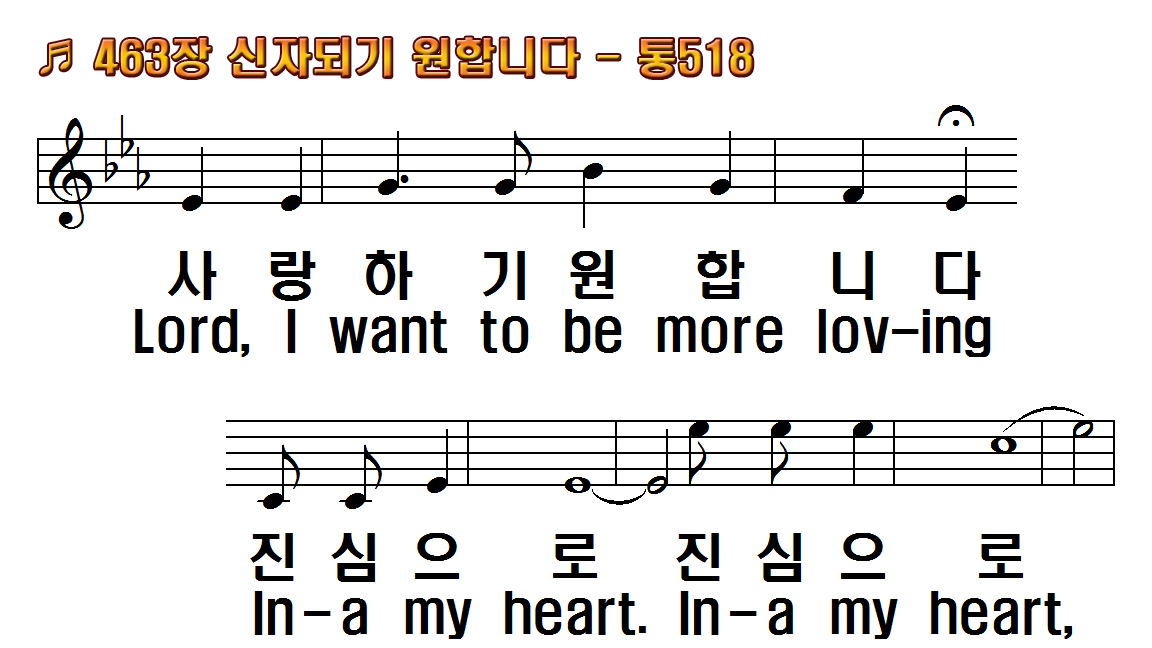 ♬ 463장 신자되기 원합니다 - 통518
사 랑 하 기 원 합 니 다
Lord, I want to be more lov-ing
진 심 으 로 진 심 으 로
In-a my heart. In-a my heart,